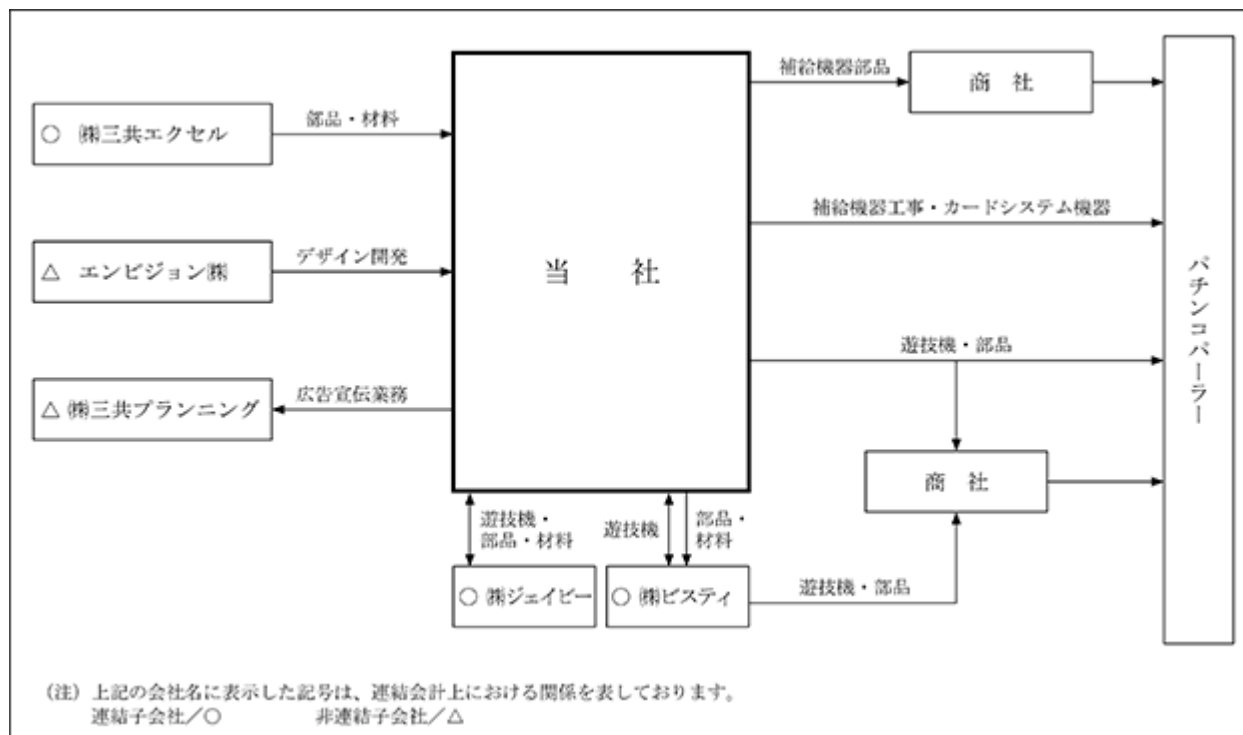 補給機器部品
商 社
○ ㈱三共エクセル
部品・材料
補給機器工事・カードシステム機器
△ エンビジョン㈱
デザイン開発
当 社
パチンコパーラー
遊技機・部品
△ ㈱三共プランニング
広告宣伝業務
商 社
遊技機・
部品・材料
遊技機
部品・
材料
○ ㈱ジェイビー
○ ㈱ビスティ
遊技機・部品
(注) 上記の会社名に表示した記号は、連結会計上における関係を表しております。
連結子会社/○ 非連結子会社/△